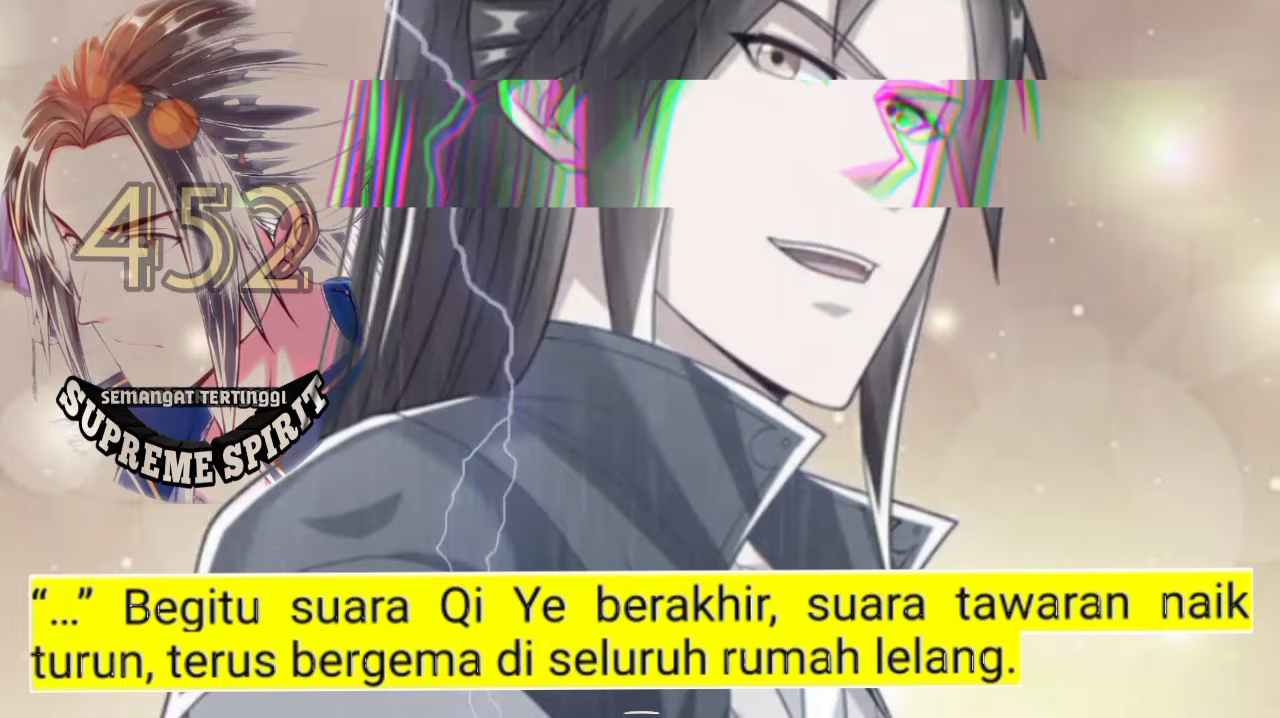 452
SEMANGAT TERTINGGI
SUPREME SPIRIT
“...” Begitu suara Qi Ye berakhir, suara tawaran naik
turun, terus bergema di seluruh rumah lelang.